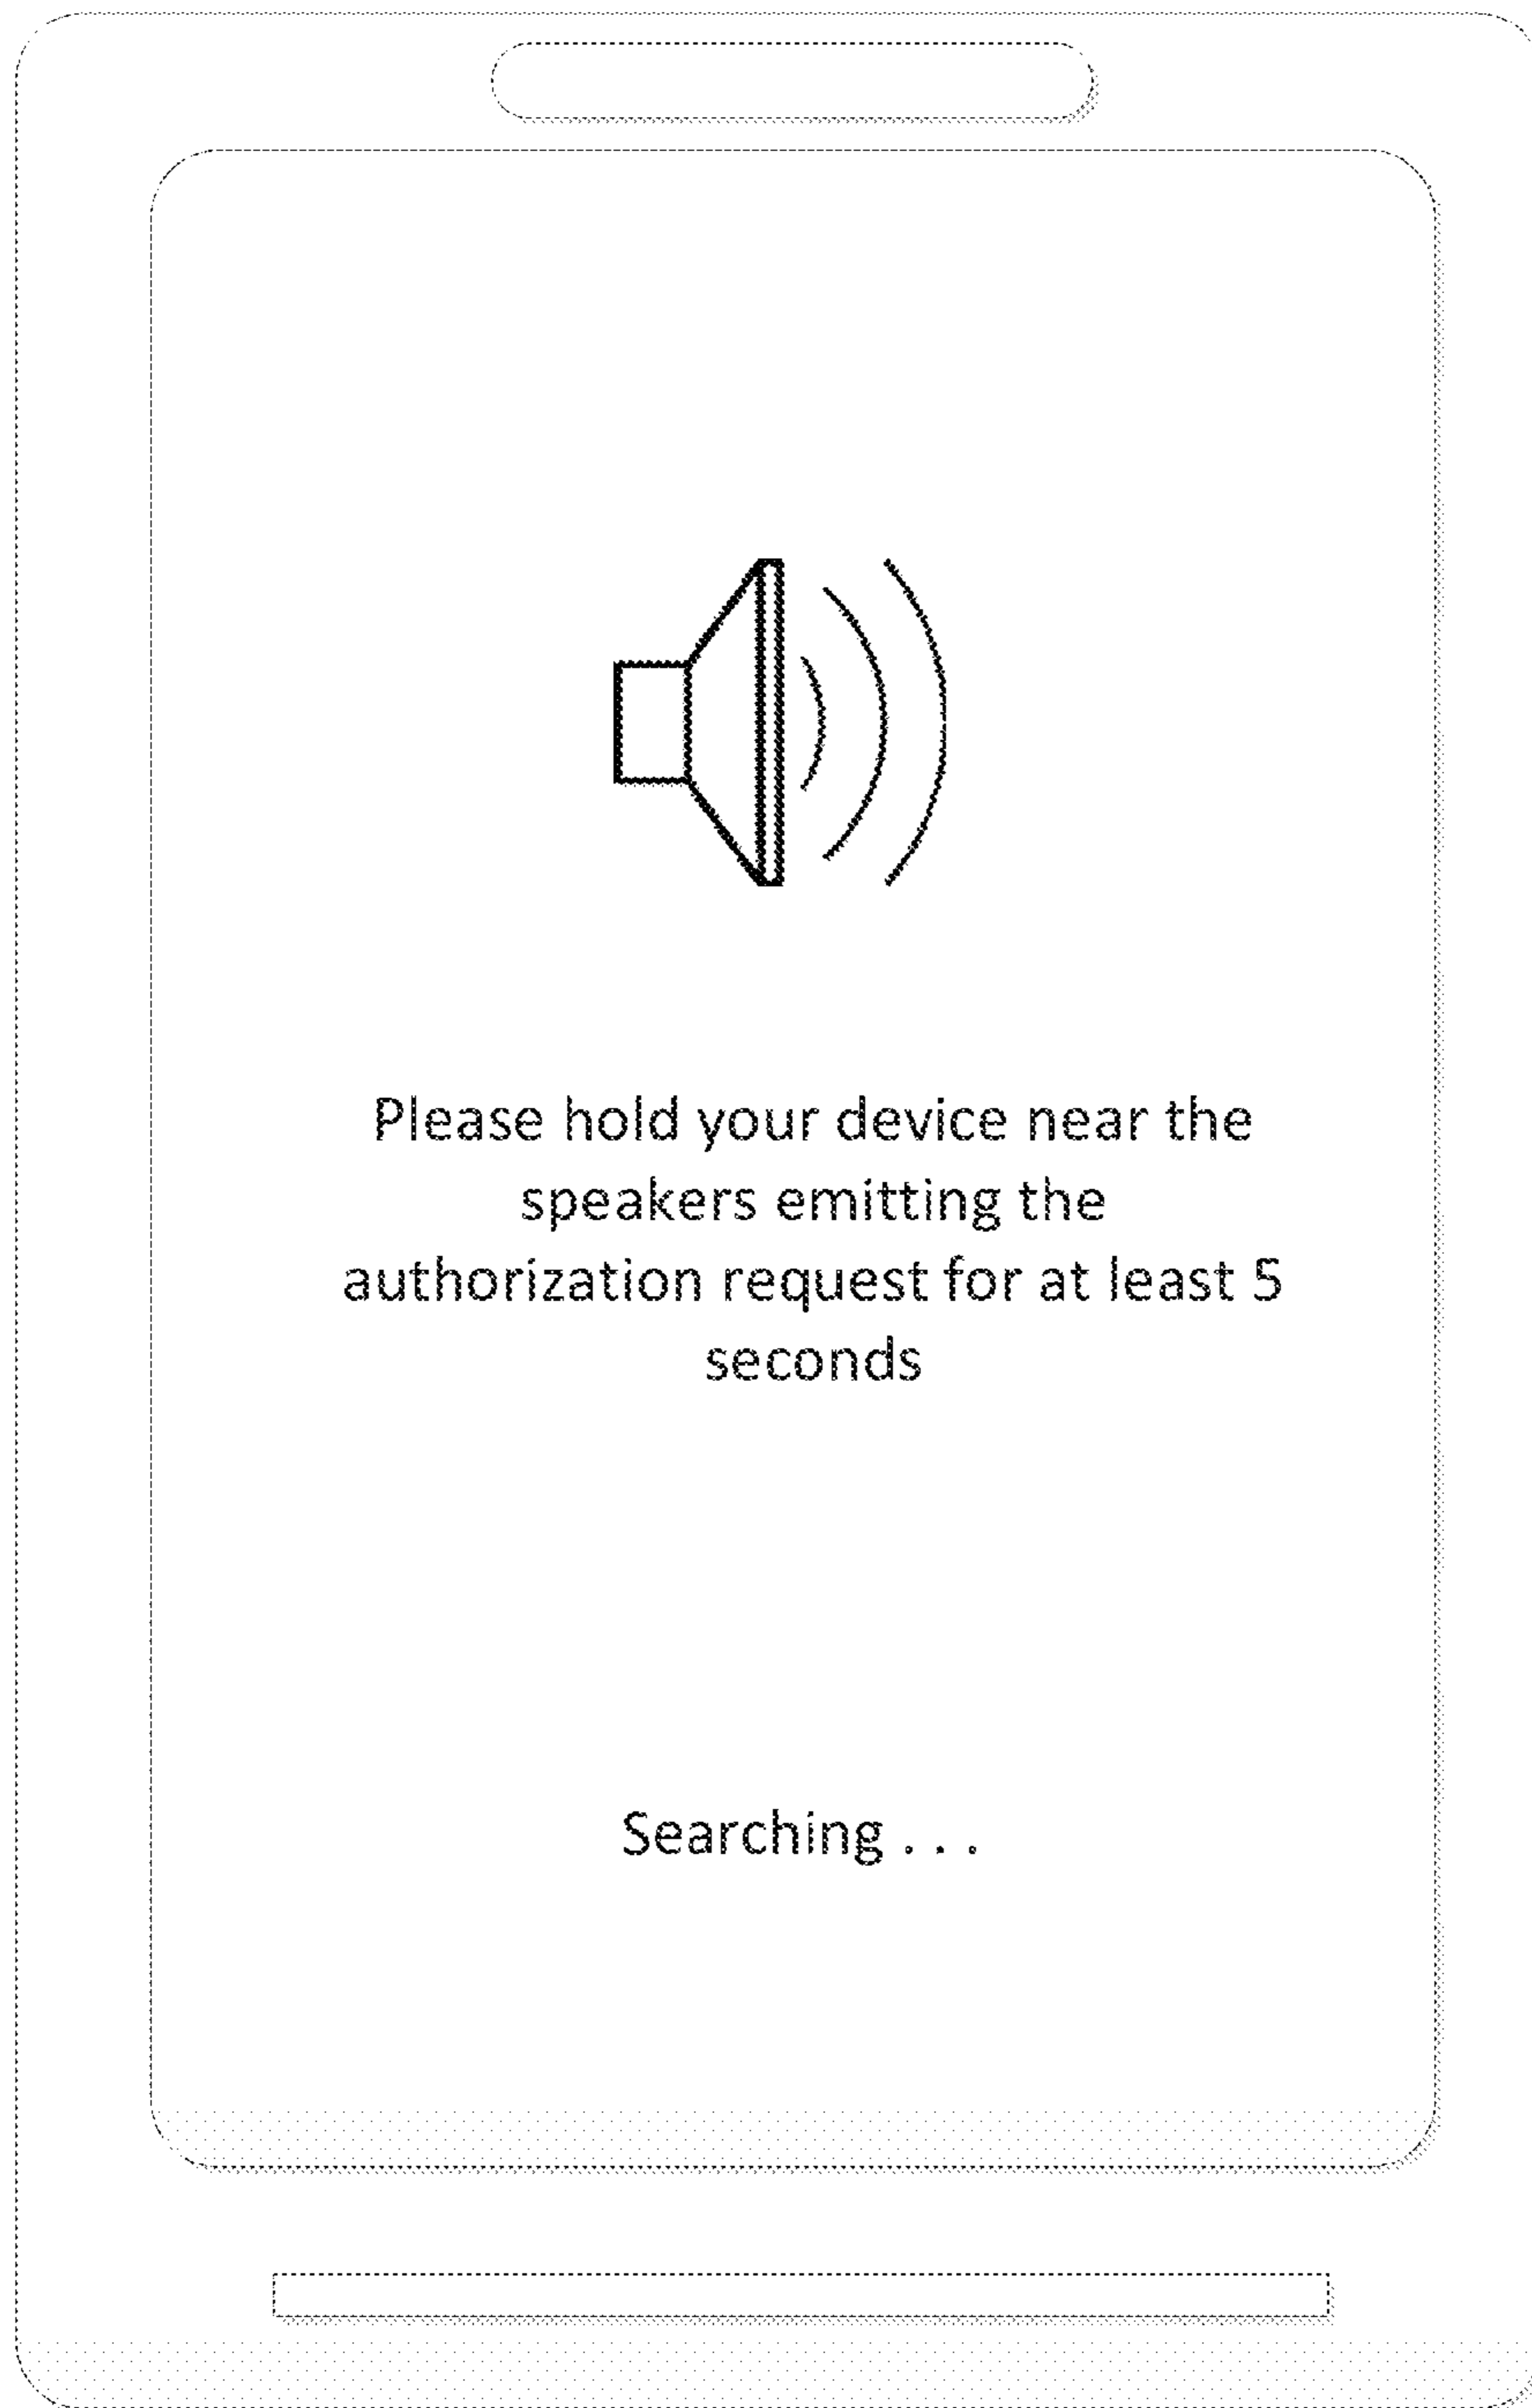 Please hold your device near the
speakers emitting the
authorization request for at least 5
seconds
Searching . . .